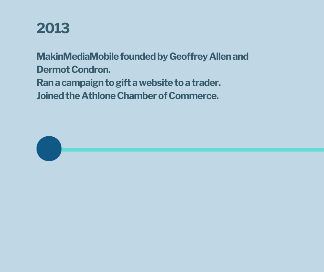 2013
MakinMediaMobile founded by Geoffrey Allen and
Dermot Condron.
Ran a campaign to gift a website to a trader.
Joined the Athlone Chamber of Commerce.